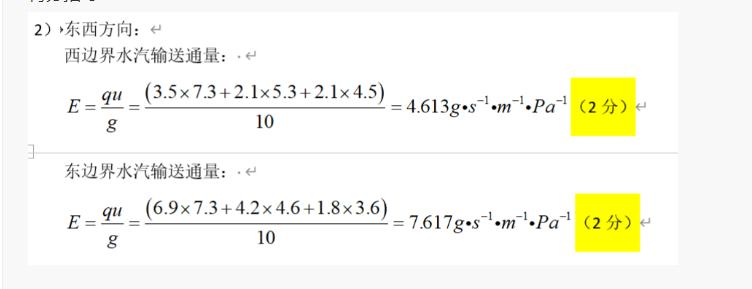 2）东西方向：
西边界水汽输送通量：
E = qu/g = (3.5×7.3+2.1×5.3+2.1×4.5)/10 = 4.613g•s⁻¹•m⁻¹•Pa⁻¹（2 分）
东边界水汽输送通量：
E = qu/g = (6.9×7.3+4.2×4.6+1.8×3.6)/10 = 7.617g•s⁻¹•m⁻¹•Pa⁻¹（2 分）